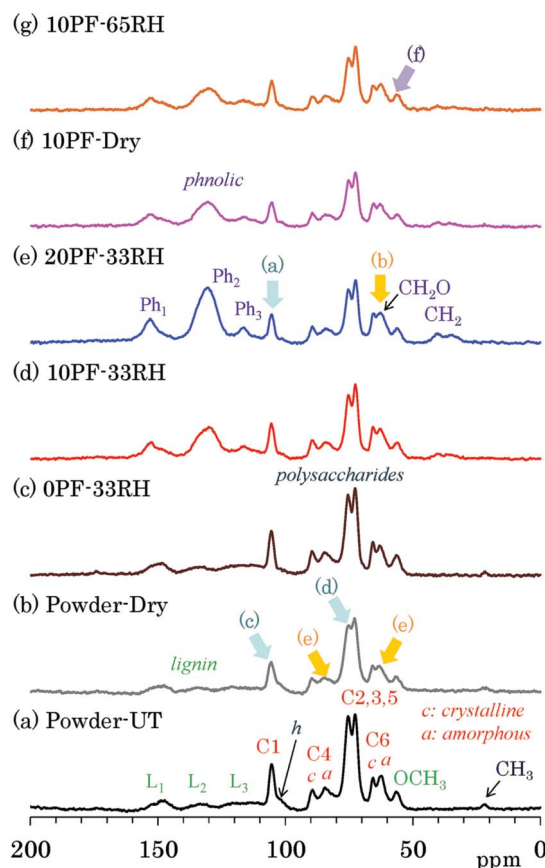 (g) 10PF-65RH
(f)
(f) 10PF-Dry
phnolic
(e) 20PF-33RH
(a)
(b)
Ph₁
Ph₂
Ph₃
CH₂O
CH₂
(d) 10PF-33RH
polysaccharides
(c) 0PF-33RH
(d)
(b) Powder-Dry
(c)
(e)
(e)
lignin
C2,3,5
c: crystalline
a: amorphous
(a) Powder-UT
C1
h
C4
c a
C6
c a
L₁
L₂
L₃
OCH₃
CH₃
200 150 100 50 0
ppm